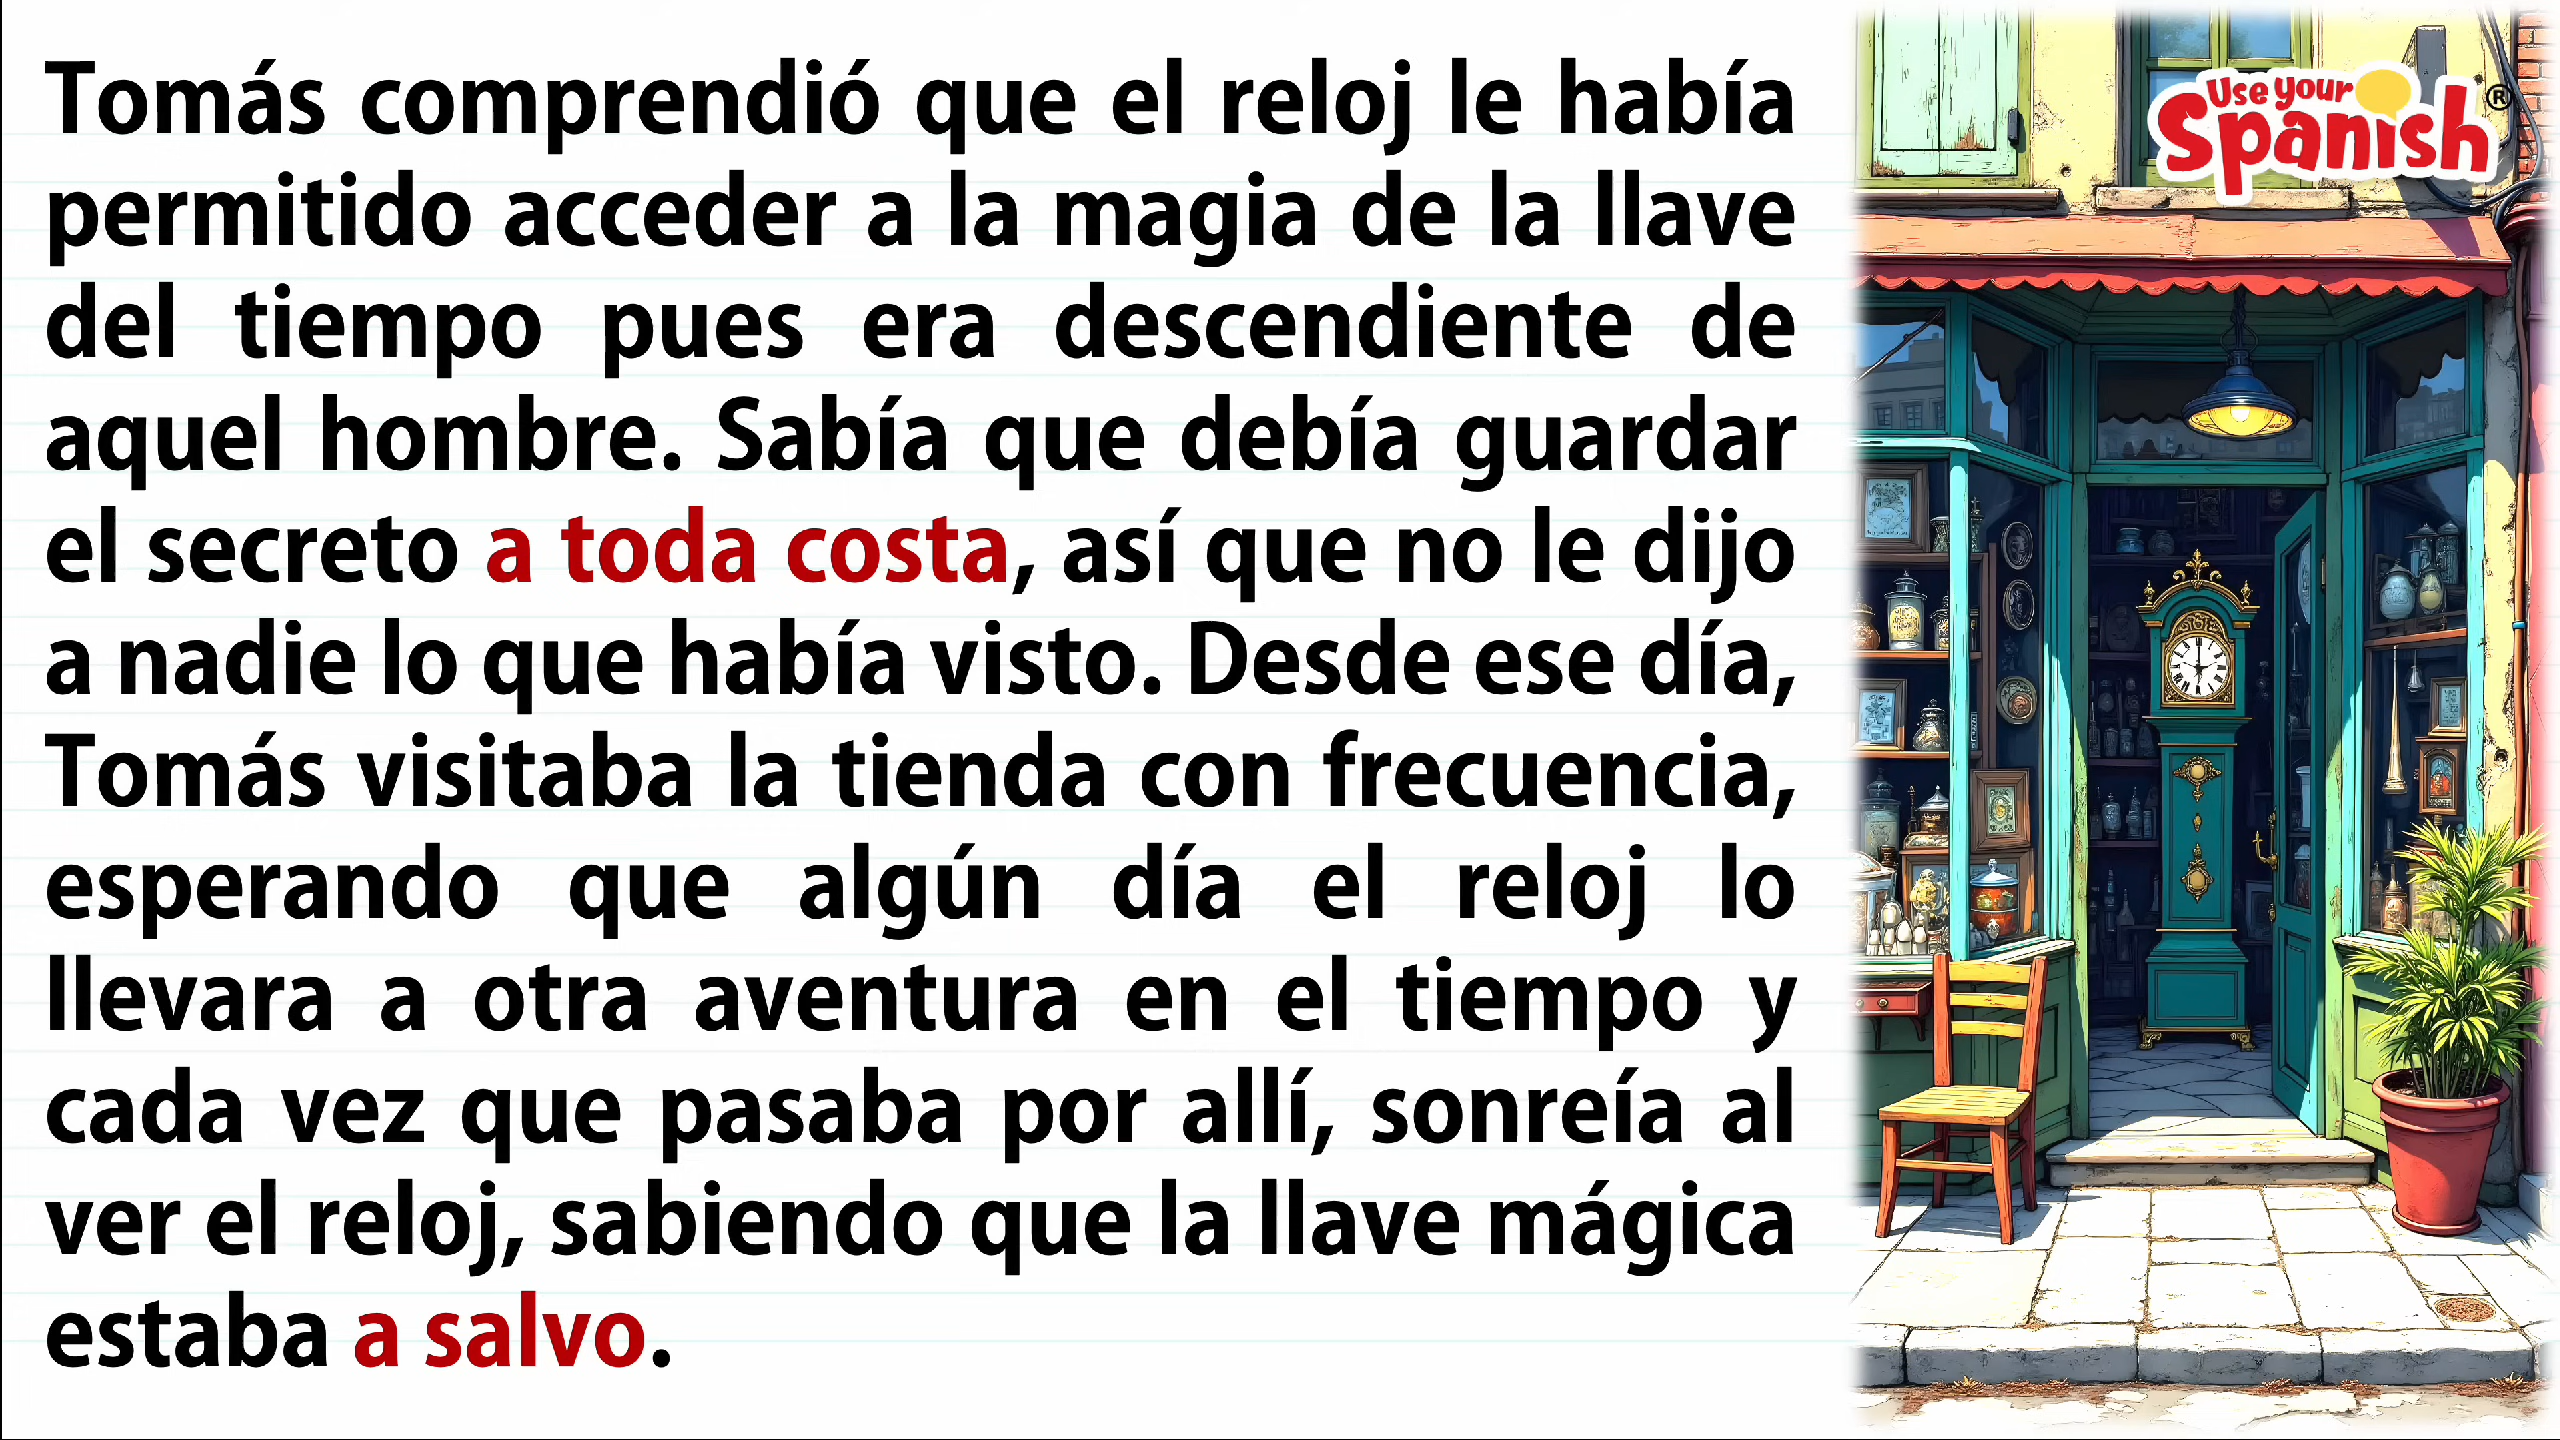 Tomás comprendió que el reloj le había
permitido acceder a la magia de la llave
del tiempo pues era descendiente de
aquel hombre. Sabía que debía guardar
el secreto a toda costa, así que no le dijo
a nadie lo que había visto. Desde ese día,
Tomás visitaba la tienda con frecuencia,
esperando que algún día el reloj lo
llevara a otra aventura en el tiempo y
cada vez que pasaba por allí, sonreía al
ver el reloj, sabiendo que la llave mágica
estaba a salvo.
Use your
Spanish®